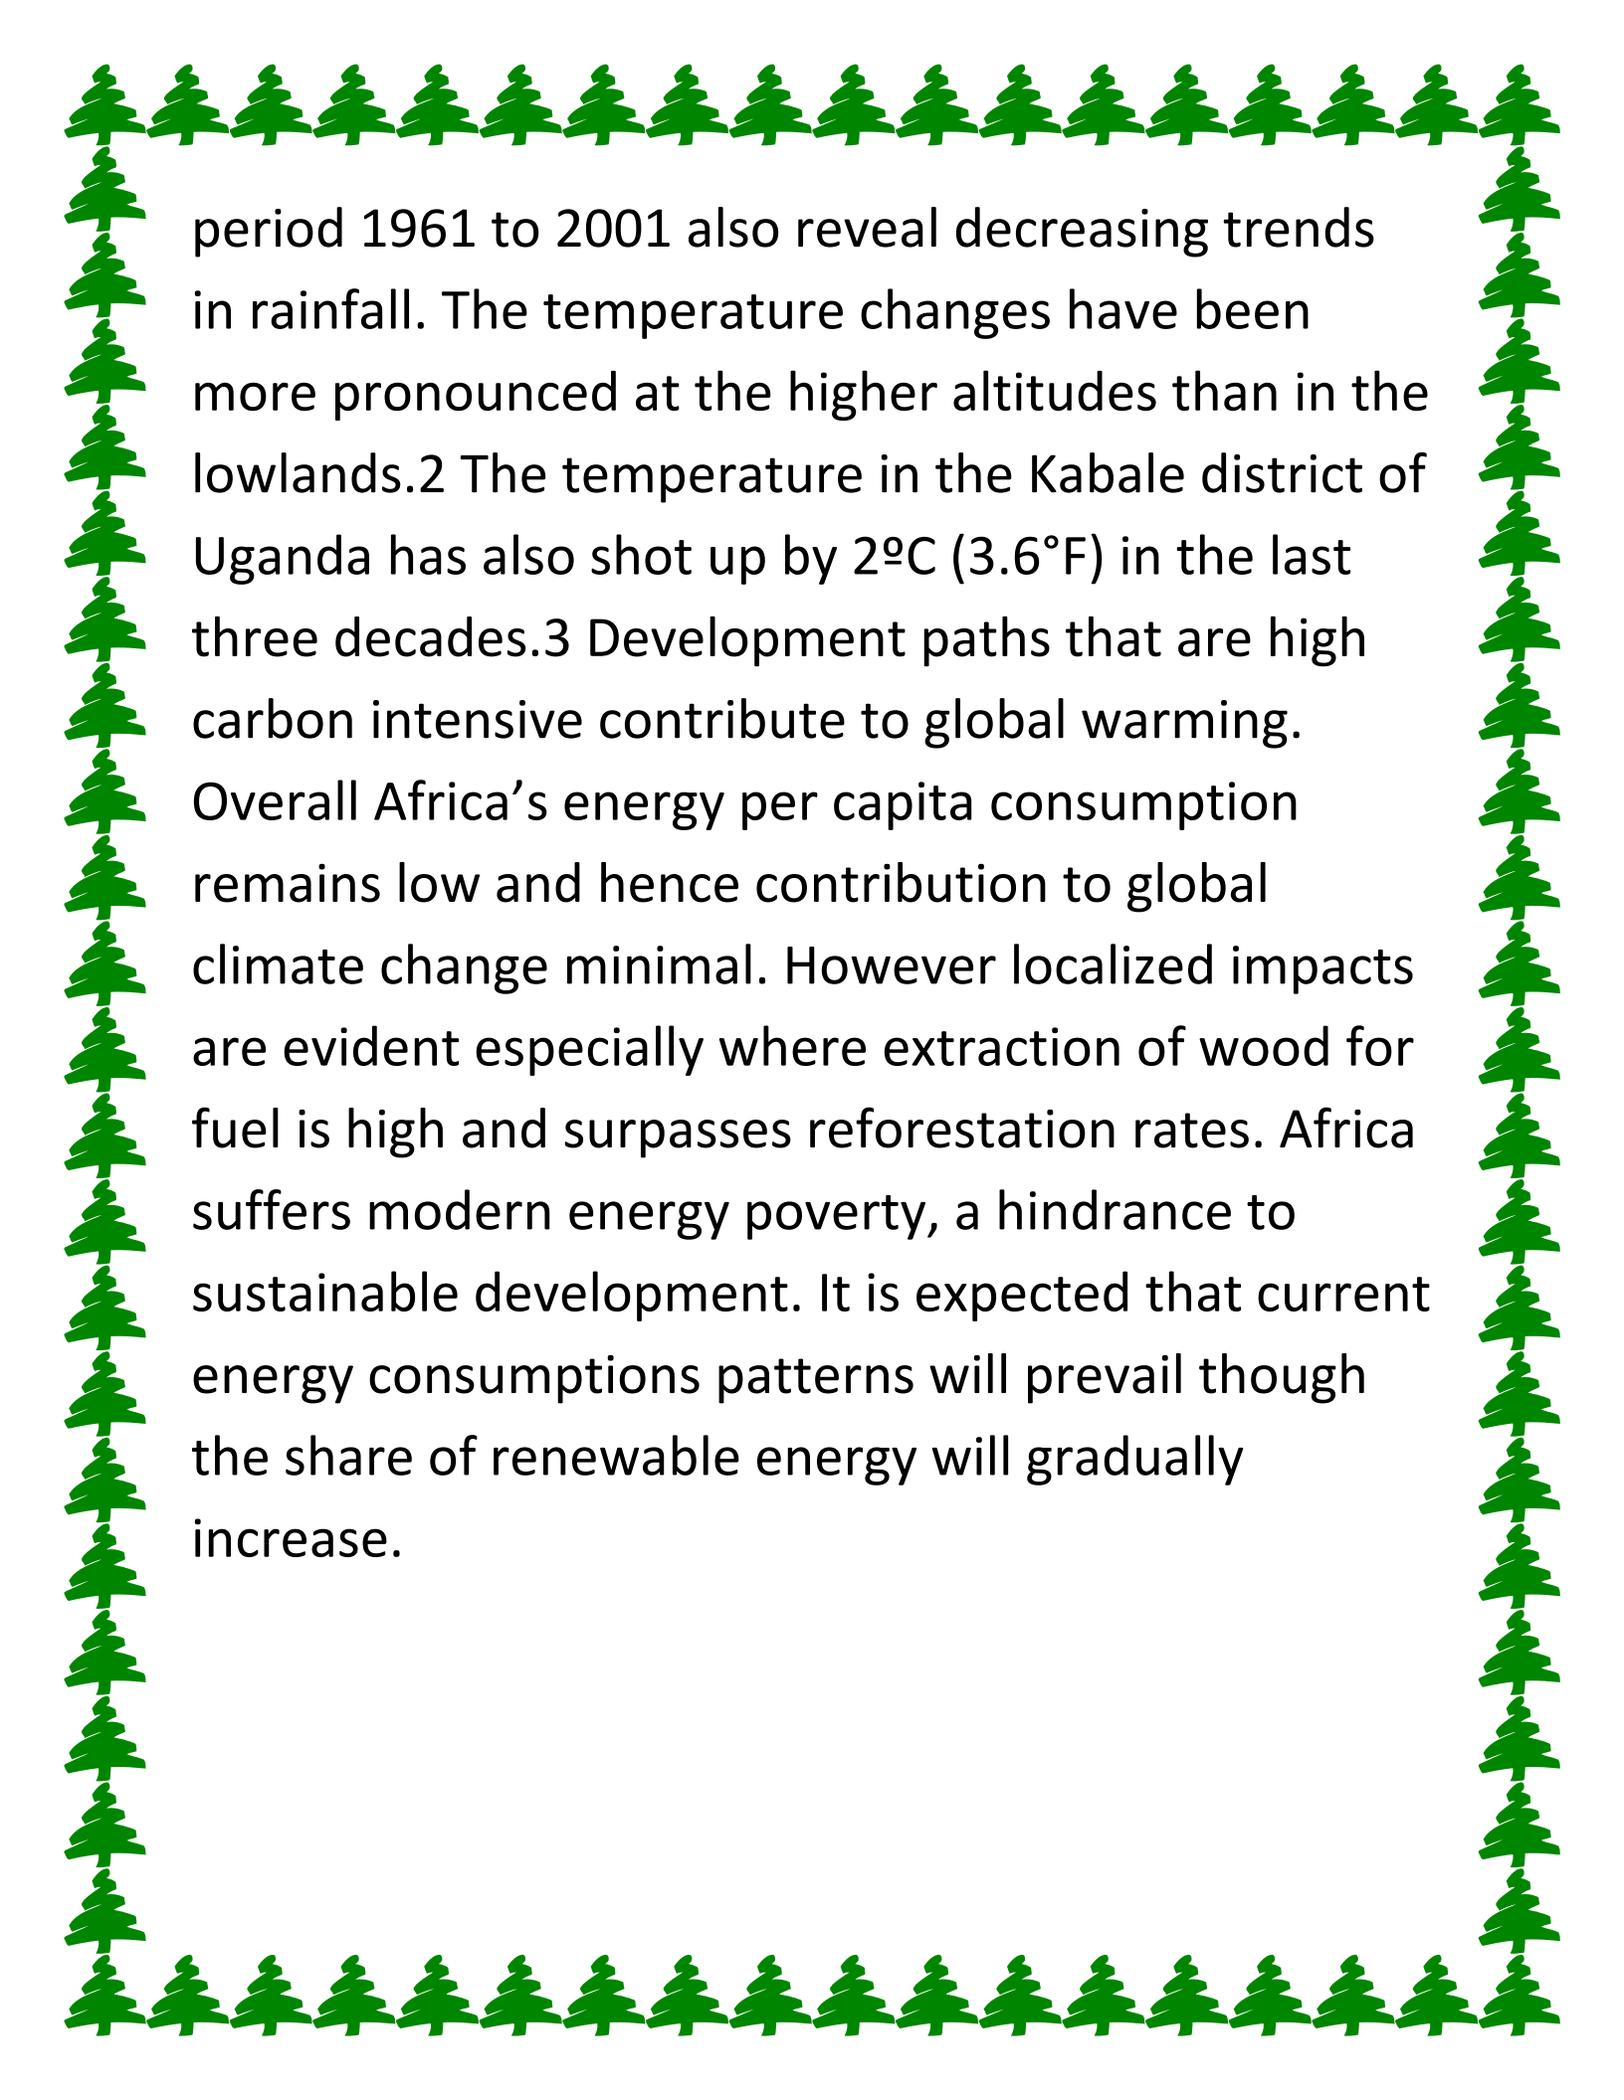 period 1961 to 2001 also reveal decreasing trends
in rainfall. The temperature changes have been
more pronounced at the higher altitudes than in the
lowlands.2 The temperature in the Kabale district of
Uganda has also shot up by 2ºC (3.6°F) in the last
three decades.3 Development paths that are high
carbon intensive contribute to global warming.
Overall Africa’s energy per capita consumption
remains low and hence contribution to global
climate change minimal. However localized impacts
are evident especially where extraction of wood for
fuel is high and surpasses reforestation rates. Africa
suffers modern energy poverty, a hindrance to
sustainable development. It is expected that current
energy consumptions patterns will prevail though
the share of renewable energy will gradually
increase.